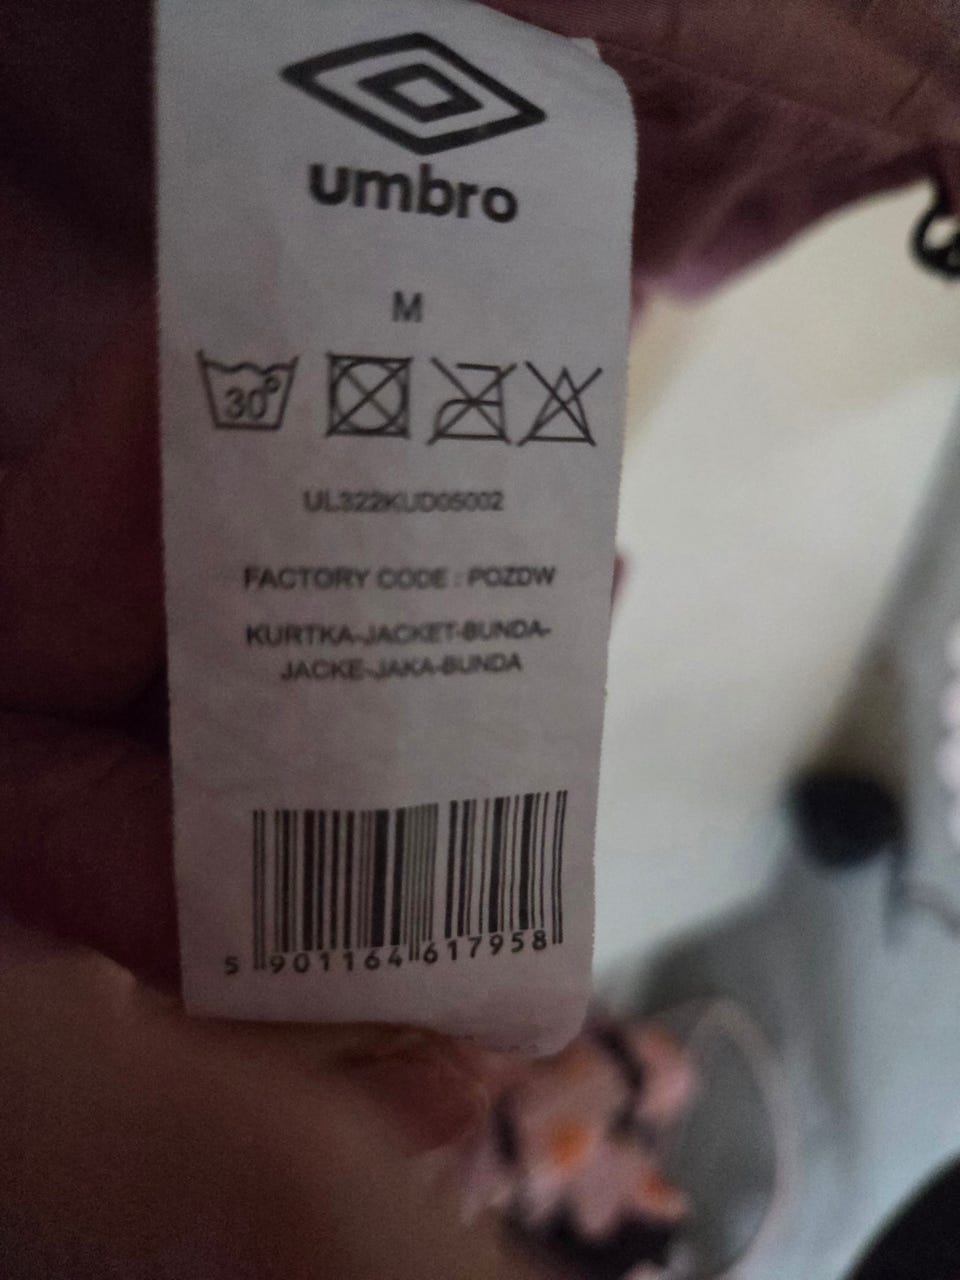 umbro
M
30°
UL322KUD05002
FACTORY CODE : POZDW
KURTKA-JACKET-BUNDA-
JACKE-JAKA-BUNDA
5 901164 617958